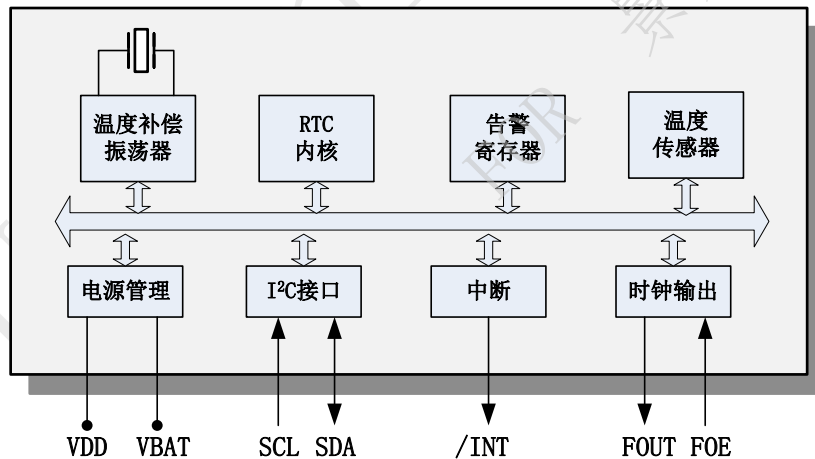 温度补偿
振荡器
RTC
内核
告警
寄存器
温度
传感器
电源管理
I²C接口
中断
时钟输出
VDD VBAT SCL SDA /INT FOUT FOE
FOR